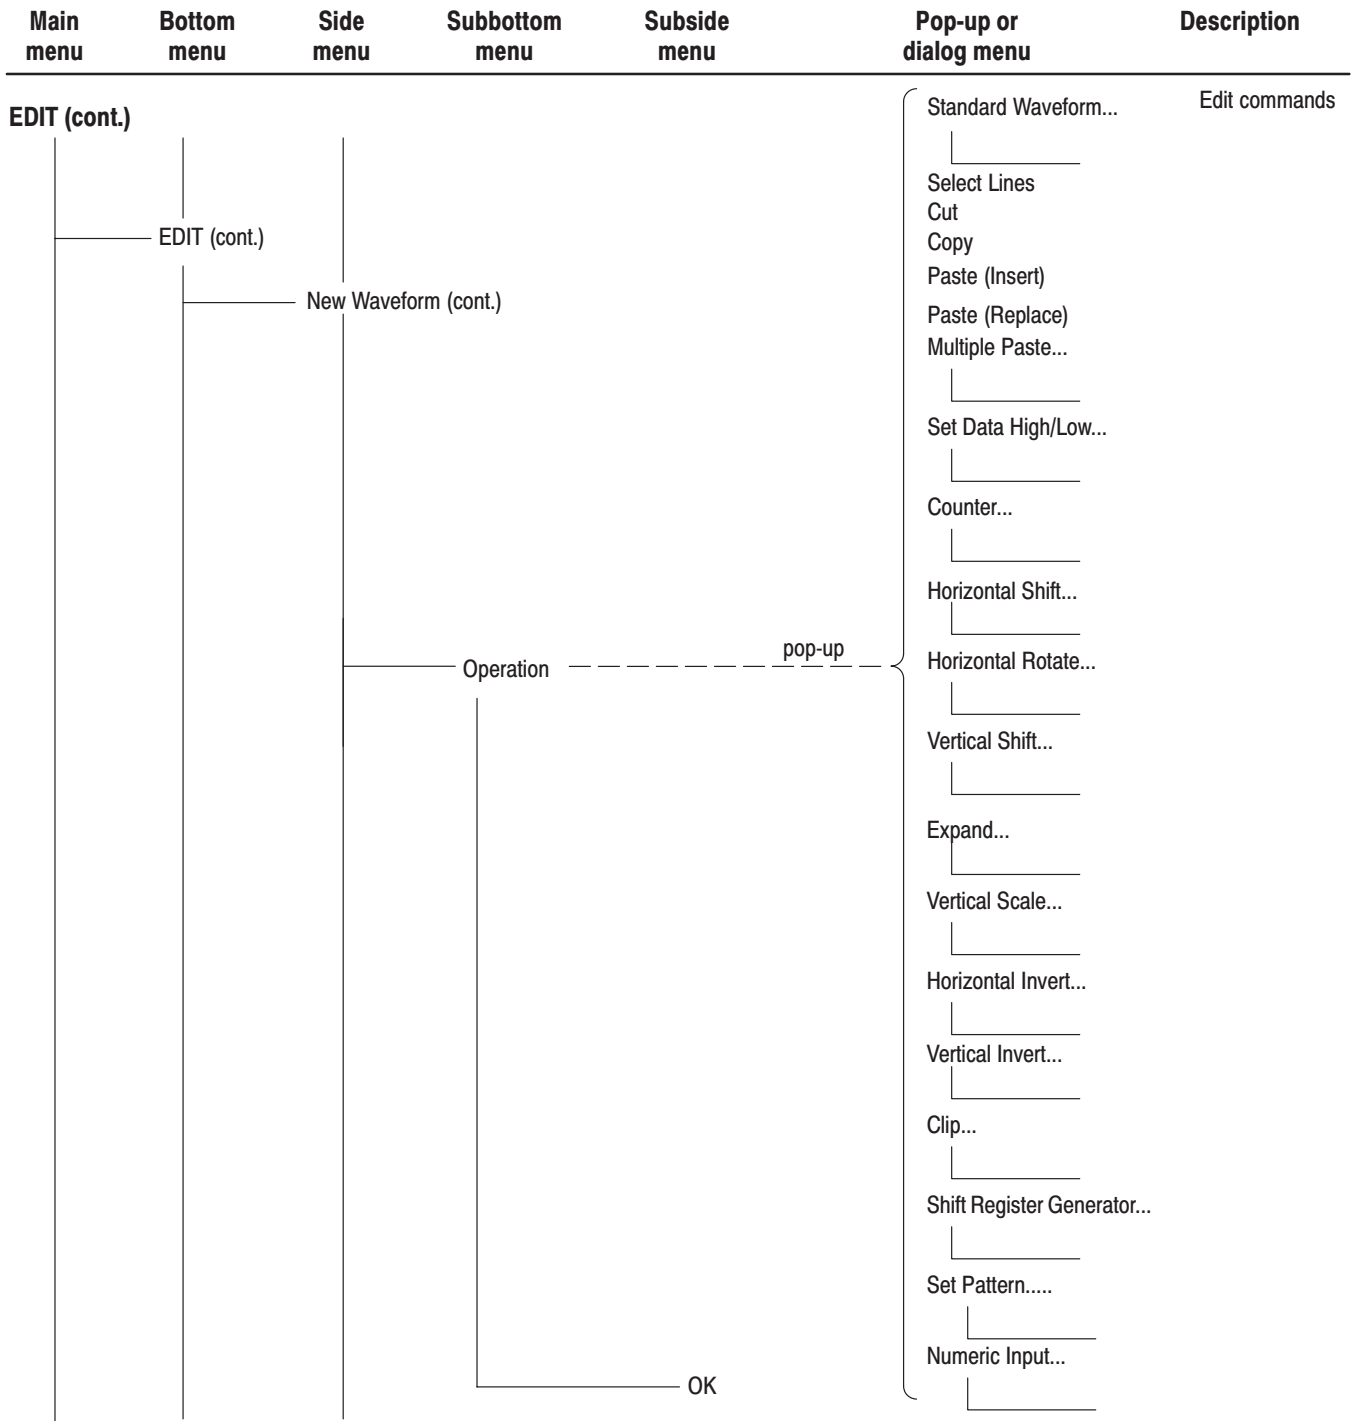 Main menu
Bottom menu
Side menu
Subbottom menu
Subside menu
Pop-up or dialog menu
Description
EDIT (cont.)
Standard Waveform...
Edit commands
Select Lines
Cut
EDIT (cont.)
Copy
Paste (Insert)
New Waveform (cont.)
Paste (Replace)
Multiple Paste...
Set Data High/Low...
Counter...
Horizontal Shift...
Operation
pop-up
Horizontal Rotate...
Vertical Shift...
Expand...
Vertical Scale...
Horizontal Invert...
Vertical Invert...
Clip...
Shift Register Generator...
Set Pattern.....
Numeric Input...
OK